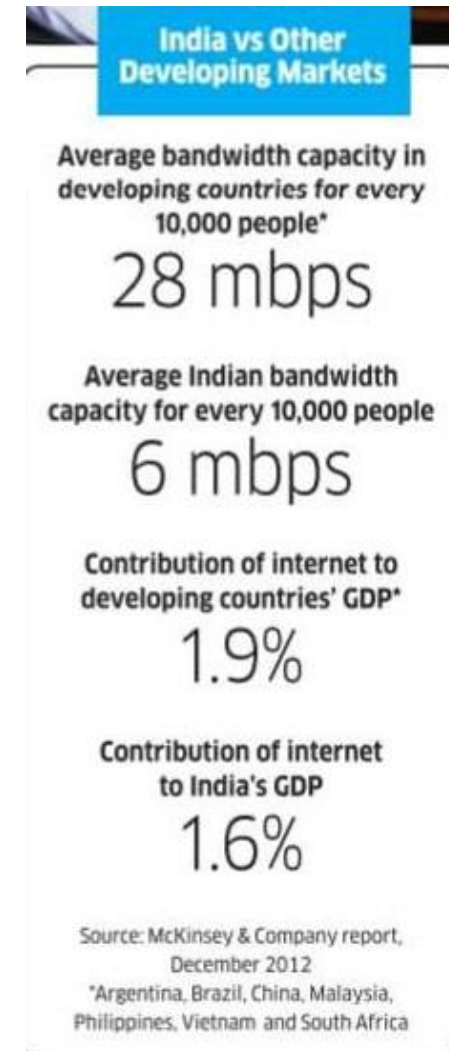 India vs Other
Developing Markets
Average bandwidth capacity in
developing countries for every
10,000 people*
28 mbps
Average Indian bandwidth
capacity for every 10,000 people
6 mbps
Contribution of internet to
developing countries' GDP*
1.9%
Contribution of internet
to India's GDP
1.6%
Source: McKinsey & Company report,
December 2012
*Argentina, Brazil, China, Malaysia,
Philippines, Vietnam and South Africa